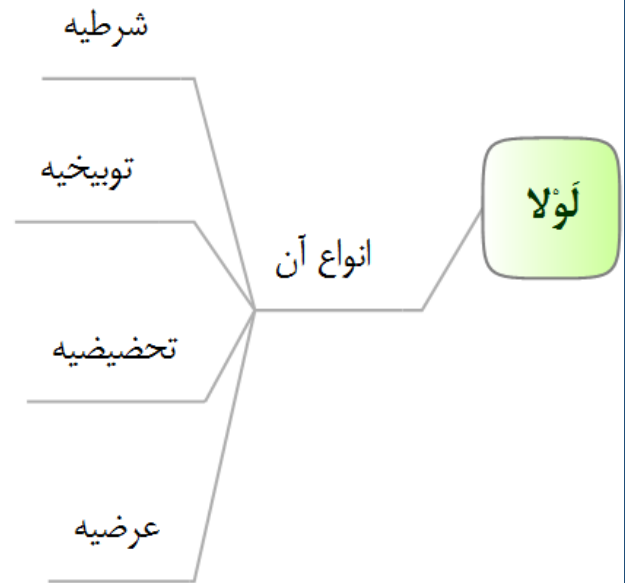 لَوْلا
انواع آن
شرطیه
توبیخیه
تحضیضیه
عرضیه